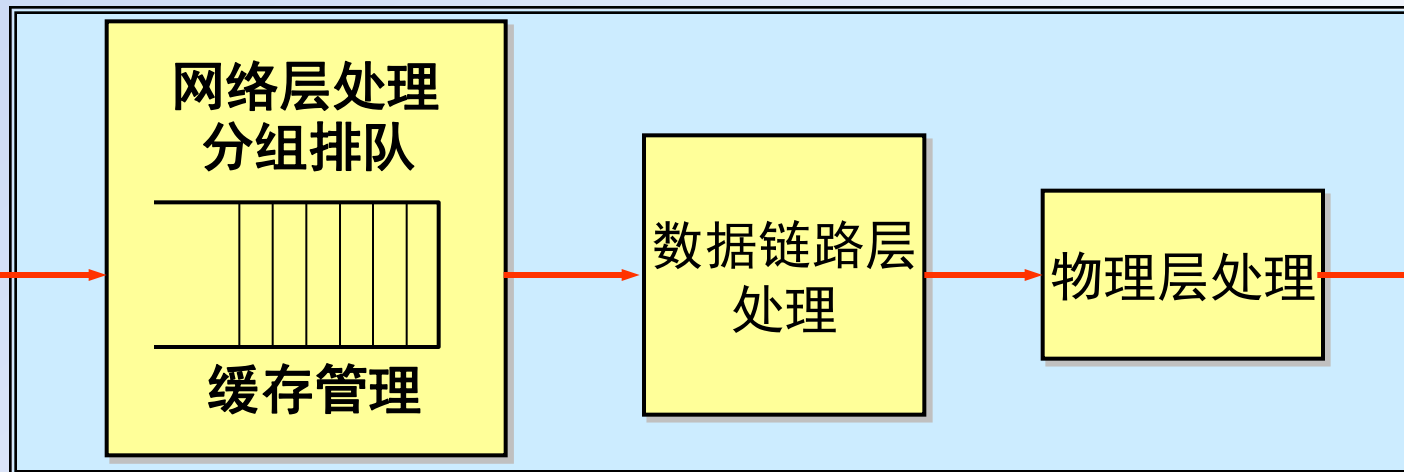 网络层处理
分组排队
缓存管理
数据链路层
处理
物理层处理